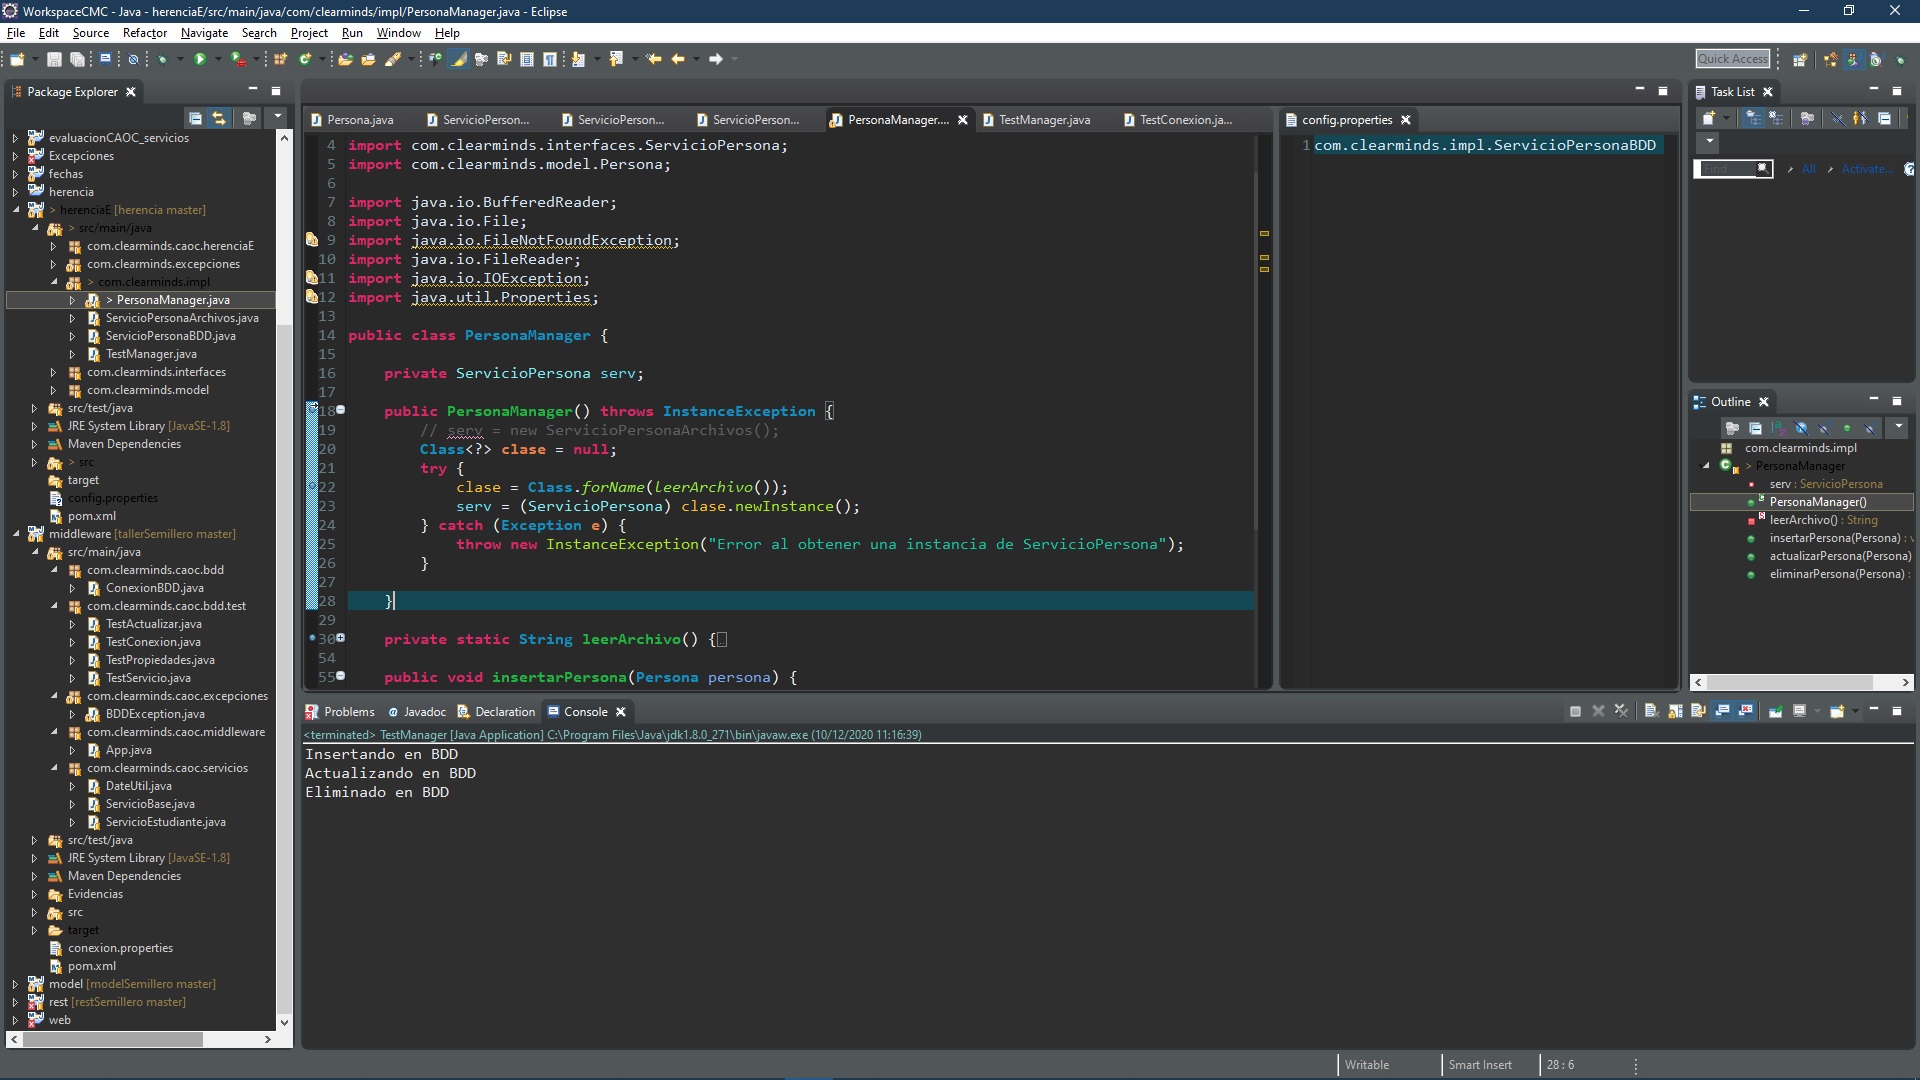 WorkspaceCMC - Java - herenciaE/src/main/java/com/clearminds/impl/PersonaManager.java - Eclipse
File Edit Source Refactor Navigate Search Project Run Window Help
Quick Access
Package Explorer
evaluacionCAOC_servicios
Excepciones
fechas
herencia
> herenciaE [herencia master]
> src/main/java
com.clearminds.caoc.herenciaE
com.clearminds.excepciones
> com.clearminds.impl
> PersonaManager.java
ServicioPersonaArchivos.java
ServicioPersonaBDD.java
TestManager.java
com.clearminds.interfaces
com.clearminds.model
src/test/java
JRE System Library [JavaSE-1.8]
Maven Dependencies
> src
target
config.properties
pom.xml
middleware [tallerSemillero master]
src/main/java
com.clearminds.caoc.bdd
ConexionBDD.java
com.clearminds.caoc.bdd.test
TestActualizar.java
TestConexion.java
TestPropiedades.java
TestServicio.java
com.clearminds.caoc.excepciones
BDDException.java
com.clearminds.caoc.middleware
App.java
com.clearminds.caoc.servicios
DateUtil.java
ServicioBase.java
ServicioEstudiante.java
src/test/java
JRE System Library [JavaSE-1.8]
Maven Dependencies
Evidencias
src
target
conexion.properties
pom.xml
model [modelSemillero master]
rest [restSemillero master]
web
Persona.java ServicioPerson... ServicioPerson... ServicioPerson... PersonaManager.... TestManager.java TestConexion.ja...
4 import com.clearminds.interfaces.ServicioPersona;
5 import com.clearminds.model.Persona;
6
7 import java.io.BufferedReader;
8 import java.io.File;
9 import java.io.FileNotFoundException;
10 import java.io.FileReader;
11 import java.io.IOException;
12 import java.util.Properties;
13
14 public class PersonaManager {
15
16 private ServicioPersona serv;
17
18 public PersonaManager() throws InstanceException {
19 // serv = new ServicioPersonaArchivos();
20 Class<?> clase = null;
21 try {
22 clase = Class.forName(leerArchivo());
23 serv = (ServicioPersona) clase.newInstance();
24 } catch (Exception e) {
25 throw new InstanceException("Error al obtener una instancia de ServicioPersona");
26 }
27
28 }
29
30 private static String leerArchivo() {
54
55 public void insertarPersona(Persona persona) {
config.properties
1 com.clearminds.impl.ServicioPersonaBDD
Task List
Find All Activate...
Outline
com.clearminds.impl
> PersonaManager
serv : ServicioPersona
PersonaManager()
leerArchivo() : String
insertarPersona(Persona) : v
actualizarPersona(Persona)
eliminarPersona(Persona) :
Problems Javadoc Declaration Console
<terminated> TestManager [Java Application] C:\Program Files\Java\jdk1.8.0_271\bin\javaw.exe (10/12/2020 11:16:39)
Insertando en BDD
Actualizando en BDD
Eliminado en BDD
Writable Smart Insert 28 : 6